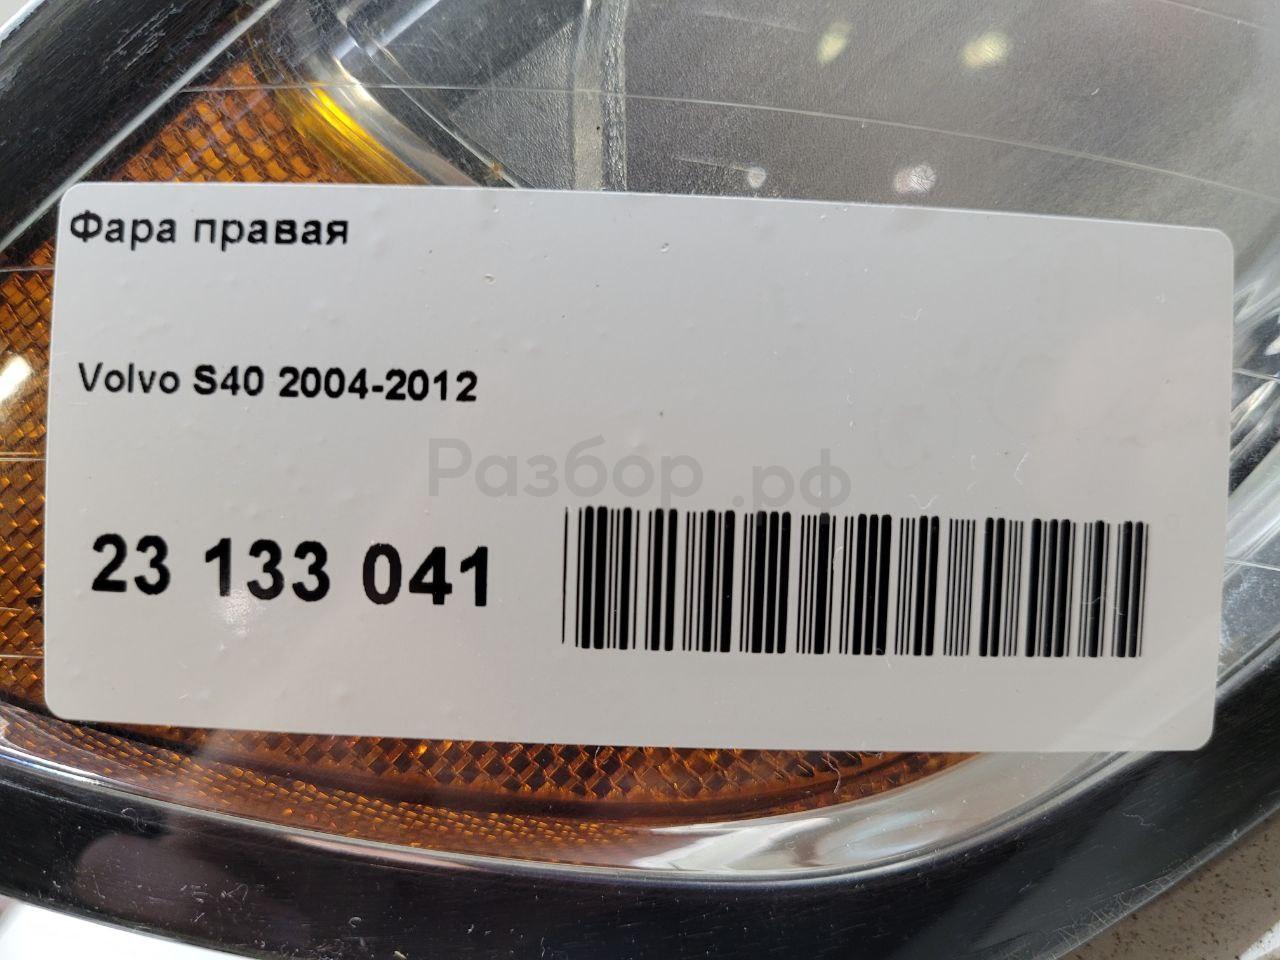 Фара правая
Volvo S40 2004-2012
Разбор.рф
23 133 041